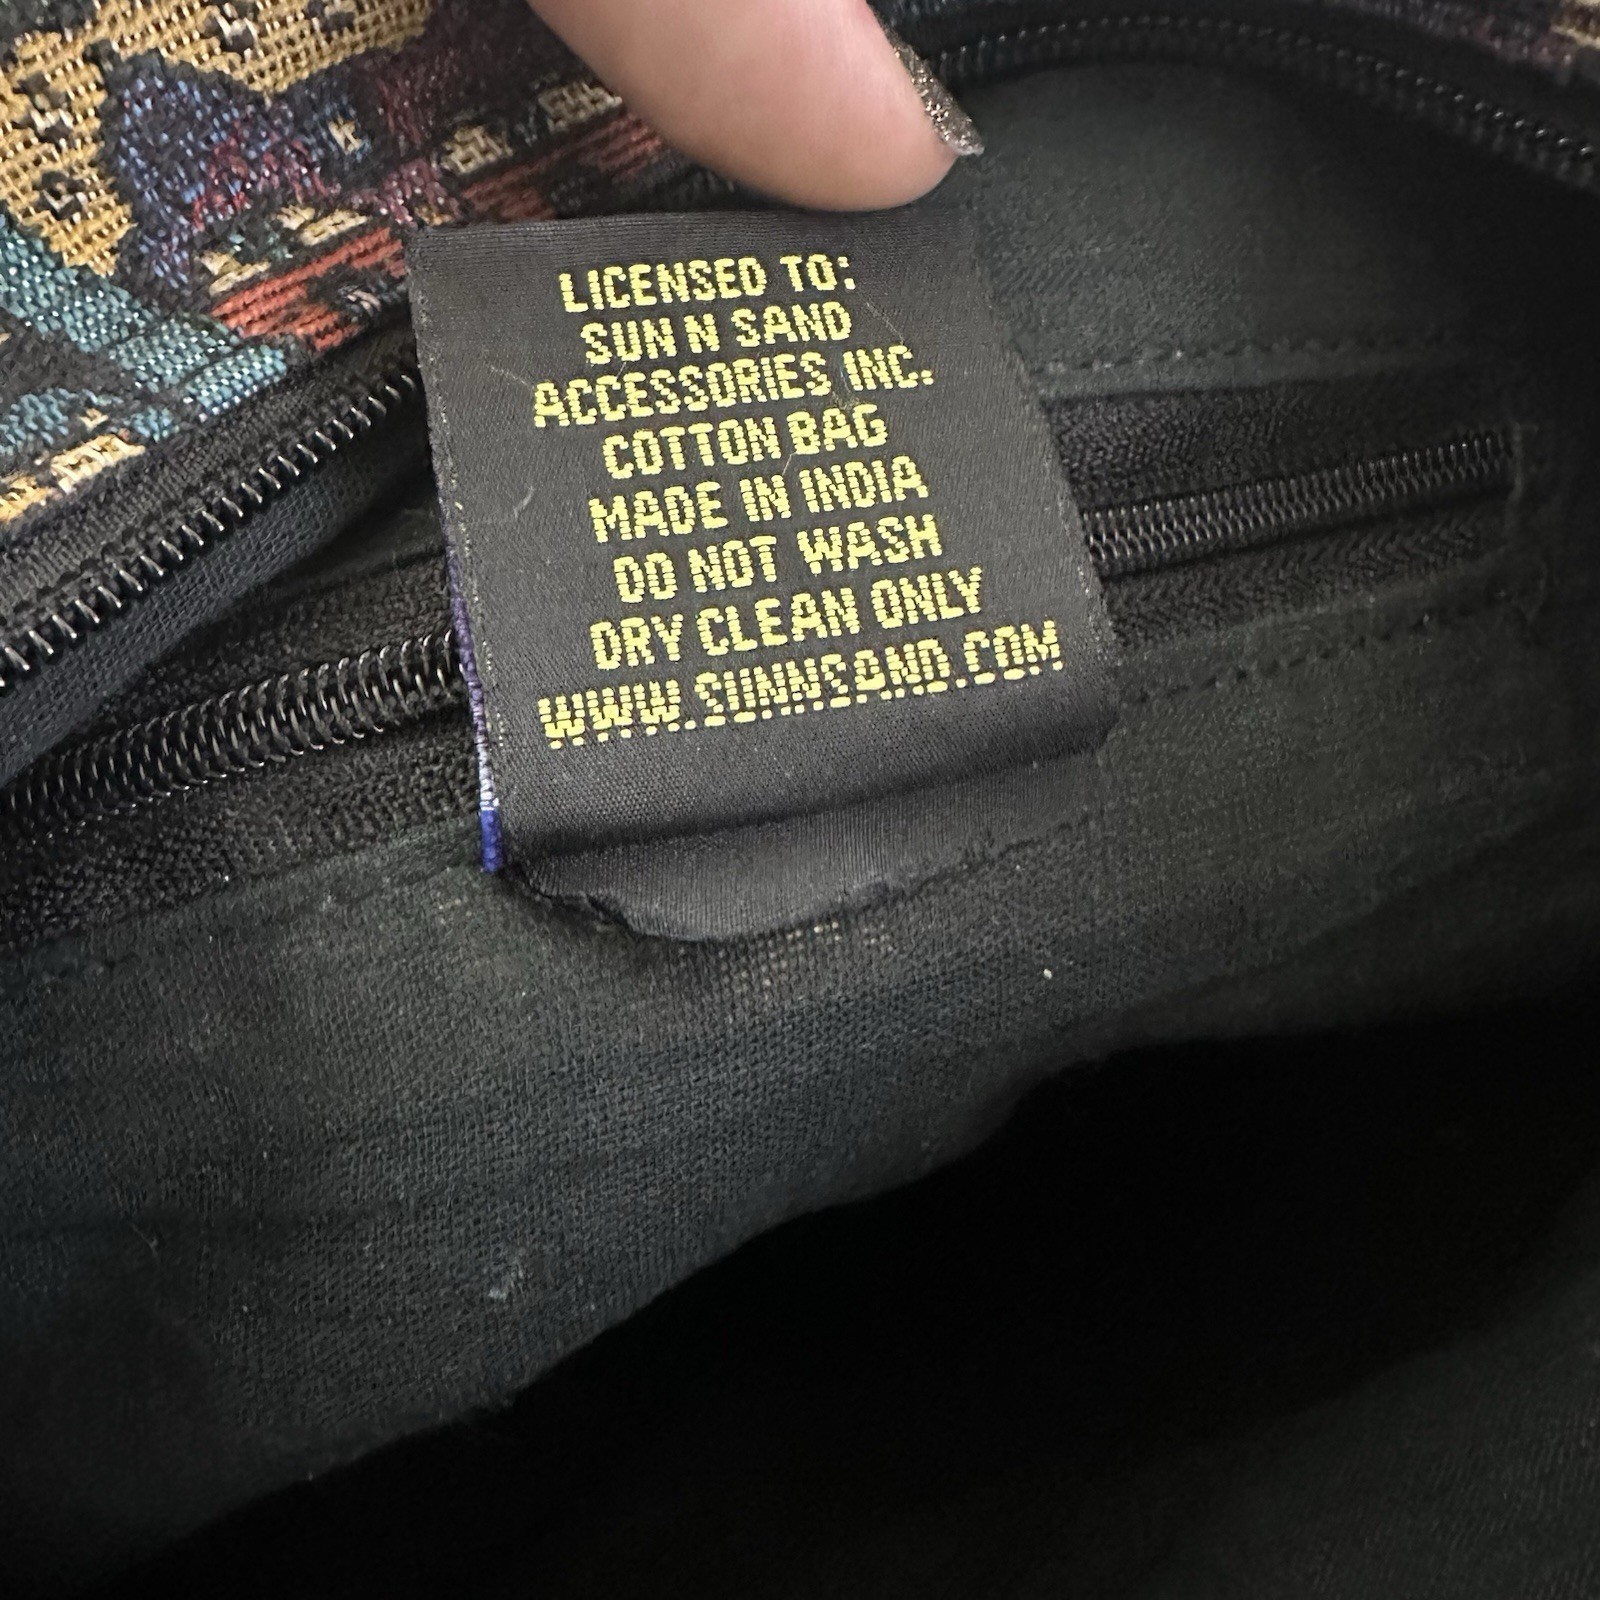 LICENSED TO:
SUN N SAND
ACCESSORIES INC.
COTTON BAG
MADE IN INDIA
DO NOT WASH
DRY CLEAN ONLY
WWW.SUNNSAND.COM